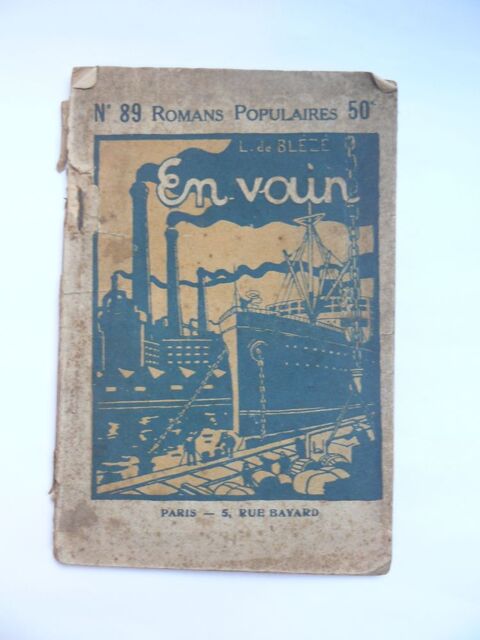 N° 89 ROMANS POPULAIRES 50c
L. de BLÉZÉ
En vain
PARIS — 5, RUE BAYARD